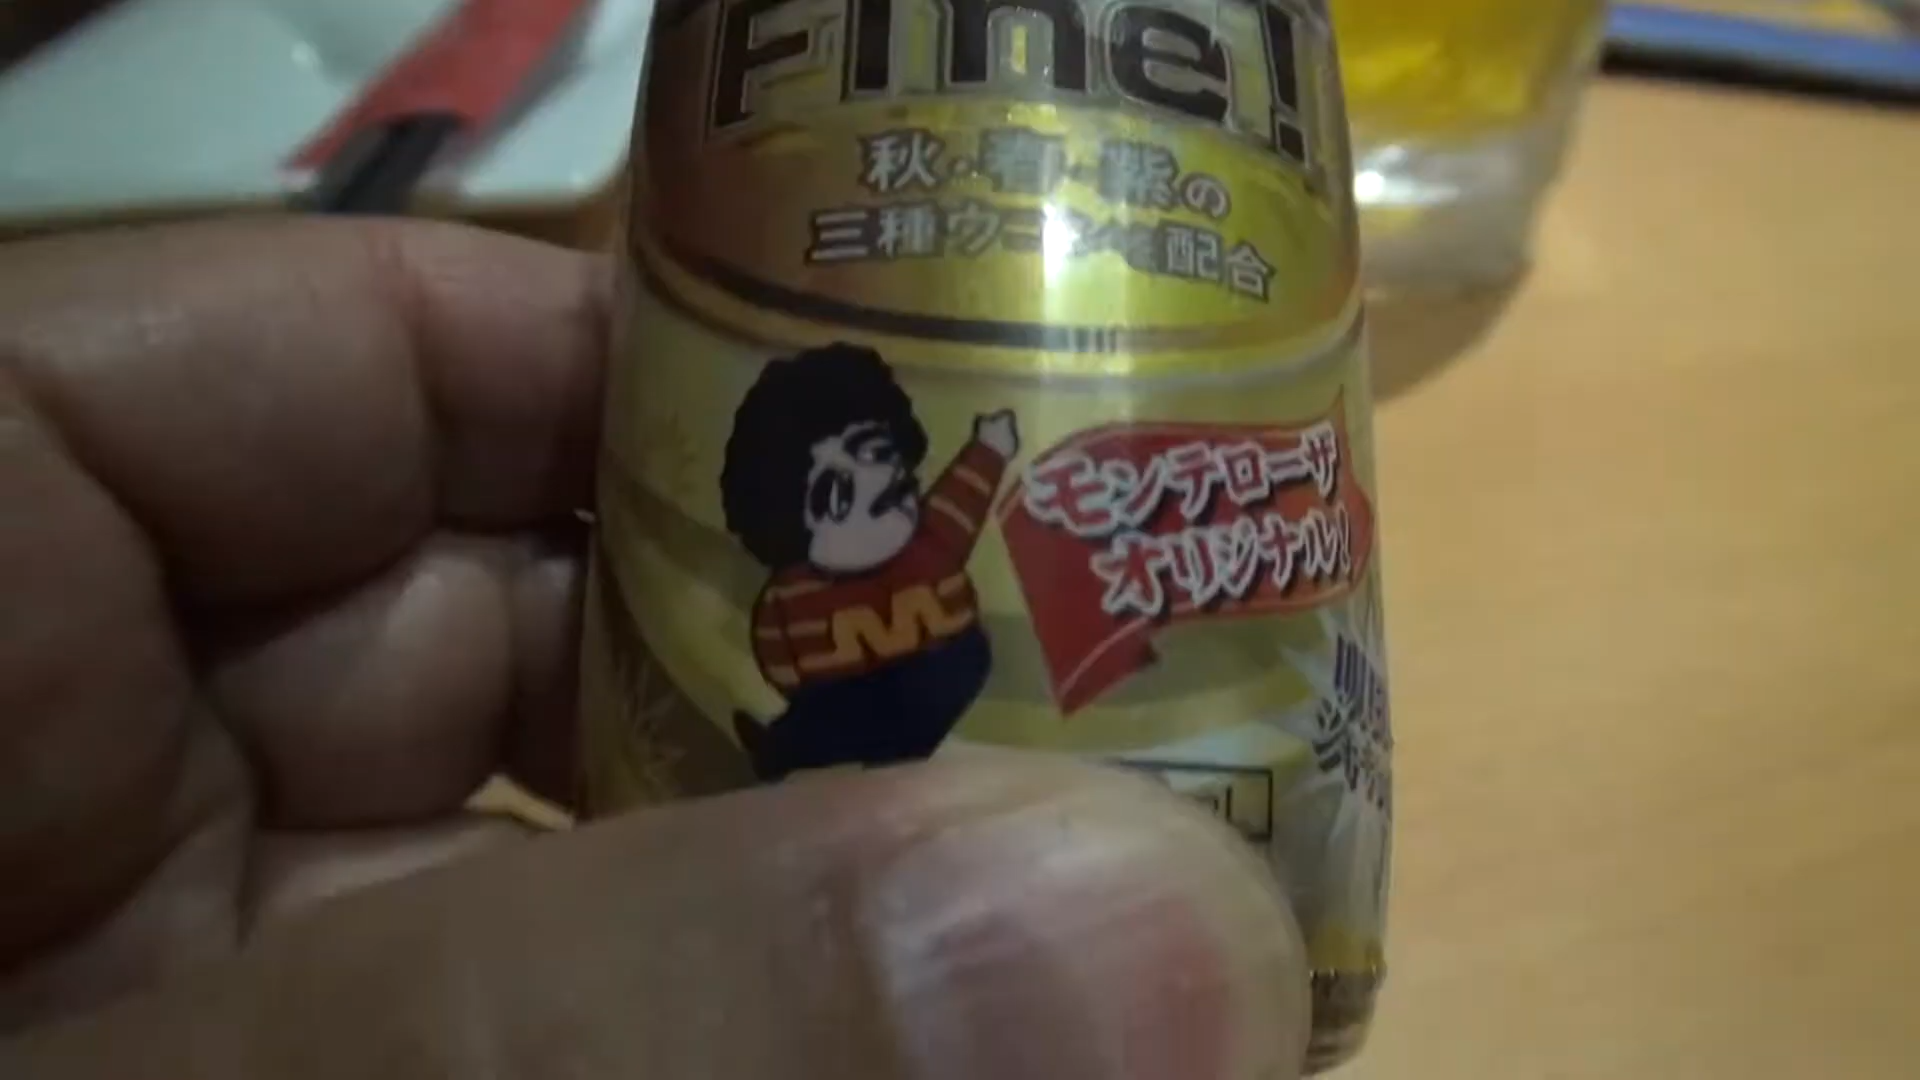 Fine!
秋・春・紫の
三種ウコンを配合
モンテローザ
オリジナル!
M